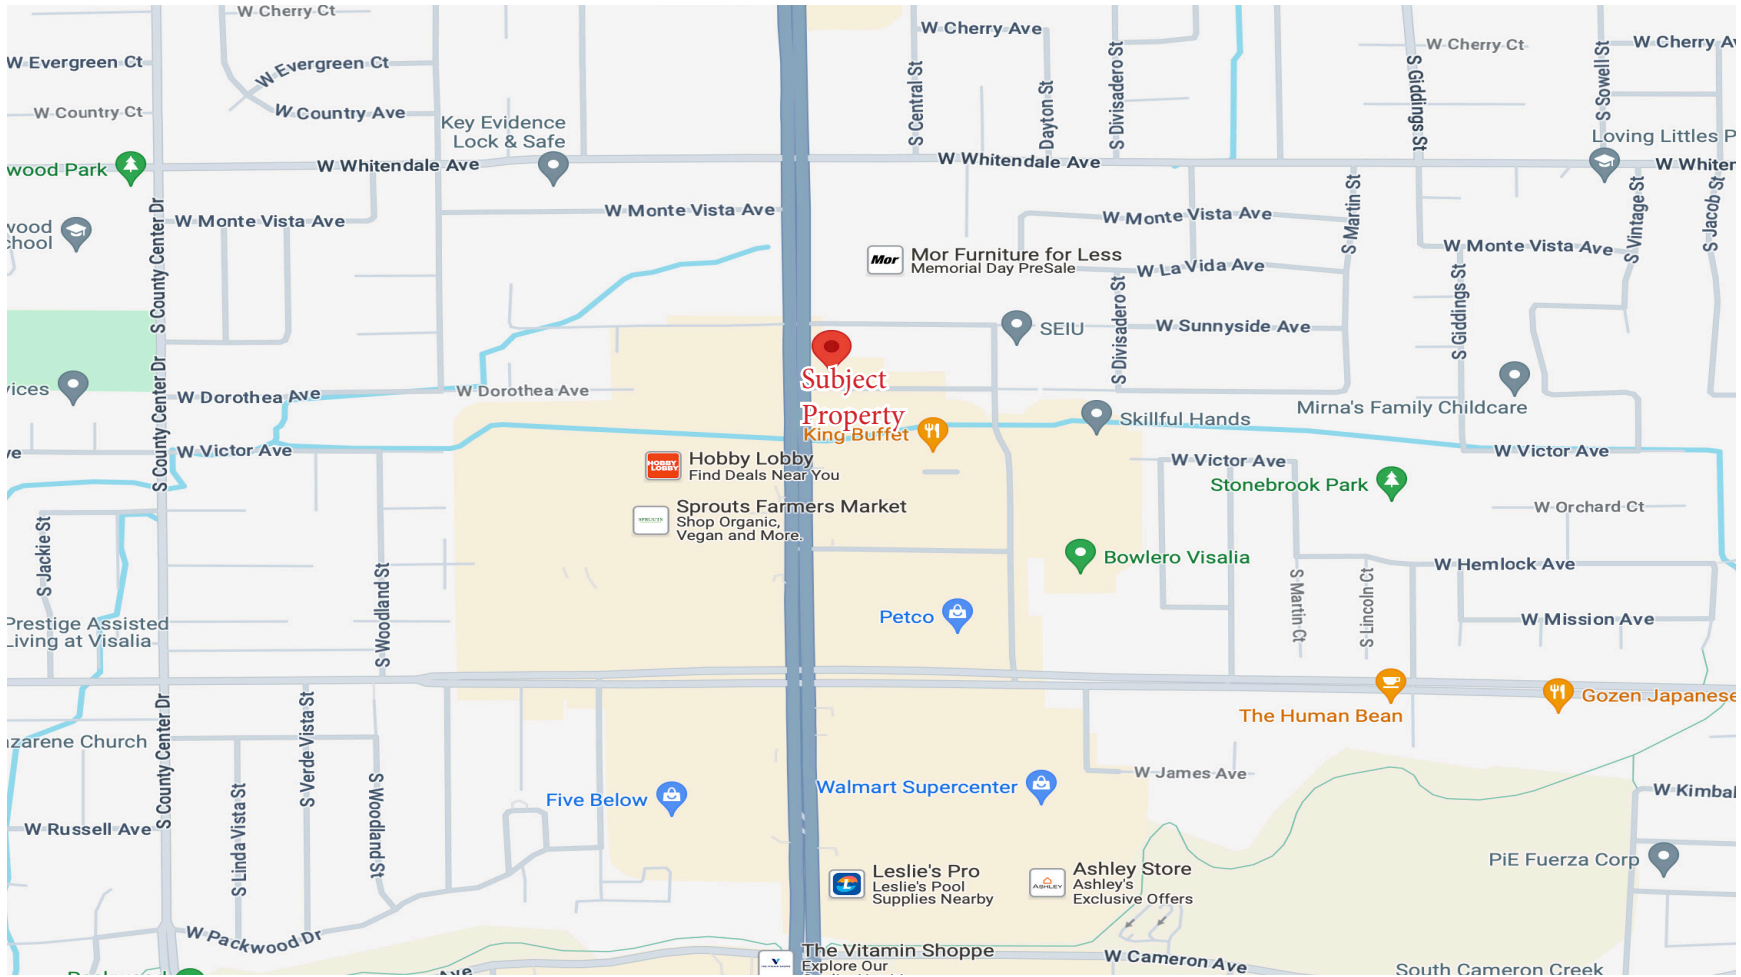 W Cherry Ct
W Cherry Ave
W Cherry Ct
W Cherry Av
W Evergreen Ct
W Evergreen Ct
W Country Ct
W Country Ave
Key Evidence
Lock & Safe
S Central St
Dayton St
S Divisadero St
S Giddings St
S Sowell St
Loving Littles P
wood Park
W Whitendale Ave
W Whitendale Ave
W Whiten
wood
chool
W Monte Vista Ave
W Monte Vista Ave
W Monte Vista Ave
W Monte Vista Ave
S County Center Dr
S Martin St
S Vintage St
S Jacob St
Mor
Mor Furniture for Less
Memorial Day PreSale
W La Vida Ave
SEIU
S Divisadero St
W Sunnyside Ave
S Giddings St
Subject
Property
vices
W Dorothea Ave
W Dorothea Ave
S County Center Dr
Mirna's Family Childcare
Skillful Hands
King Buffet
ve
W Victor Ave
W Victor Ave
W Victor Ave
HOBBY
LOBBY
Hobby Lobby
Find Deals Near You
Stonebrook Park
SPROUTS
Sprouts Farmers Market
Shop Organic,
Vegan and More.
W Orchard Ct
S Jackie St
Bowlero Visalia
W Hemlock Ave
S Woodland St
S Martin Ct
S Lincoln Ct
Petco
W Mission Ave
Prestige Assisted
Living at Visalia
The Human Bean
Gozen Japanese
zarene Church
S County Center Dr
S Verde Vista St
S Linda Vista St
S Woodland St
W James Ave
Five Below
Walmart Supercenter
W Kimbal
W Russell Ave
PiE Fuerza Corp
Leslie's Pro
Leslie's Pool
Supplies Nearby
ASHLEY
Ashley Store
Ashley's
Exclusive Offers
W Packwood Dr
The Vitamin Shoppe
Explore Our
W Cameron Ave
Ave
South Cameron Creek